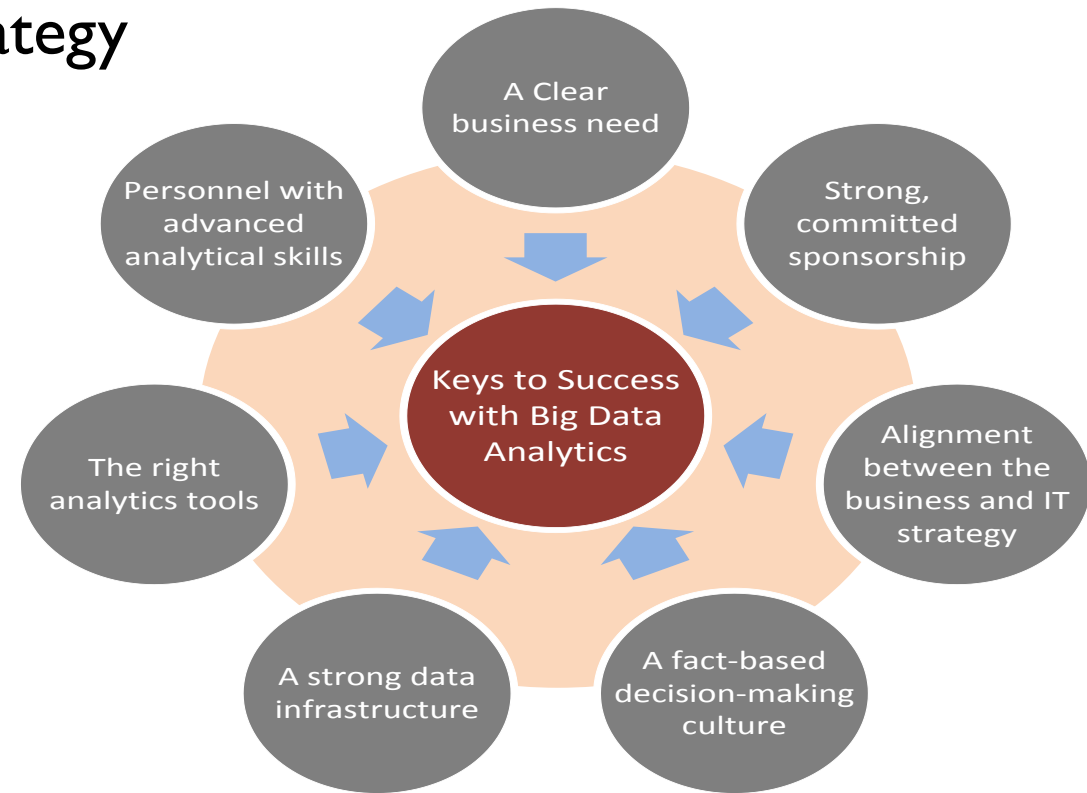 ategy
A Clear
business need
Strong,
committed
sponsorship
Alignment
between the
business and IT
strategy
A fact-based
decision-making
culture
A strong data
infrastructure
The right
analytics tools
Personnel with
advanced
analytical skills
Keys to Success
with Big Data
Analytics